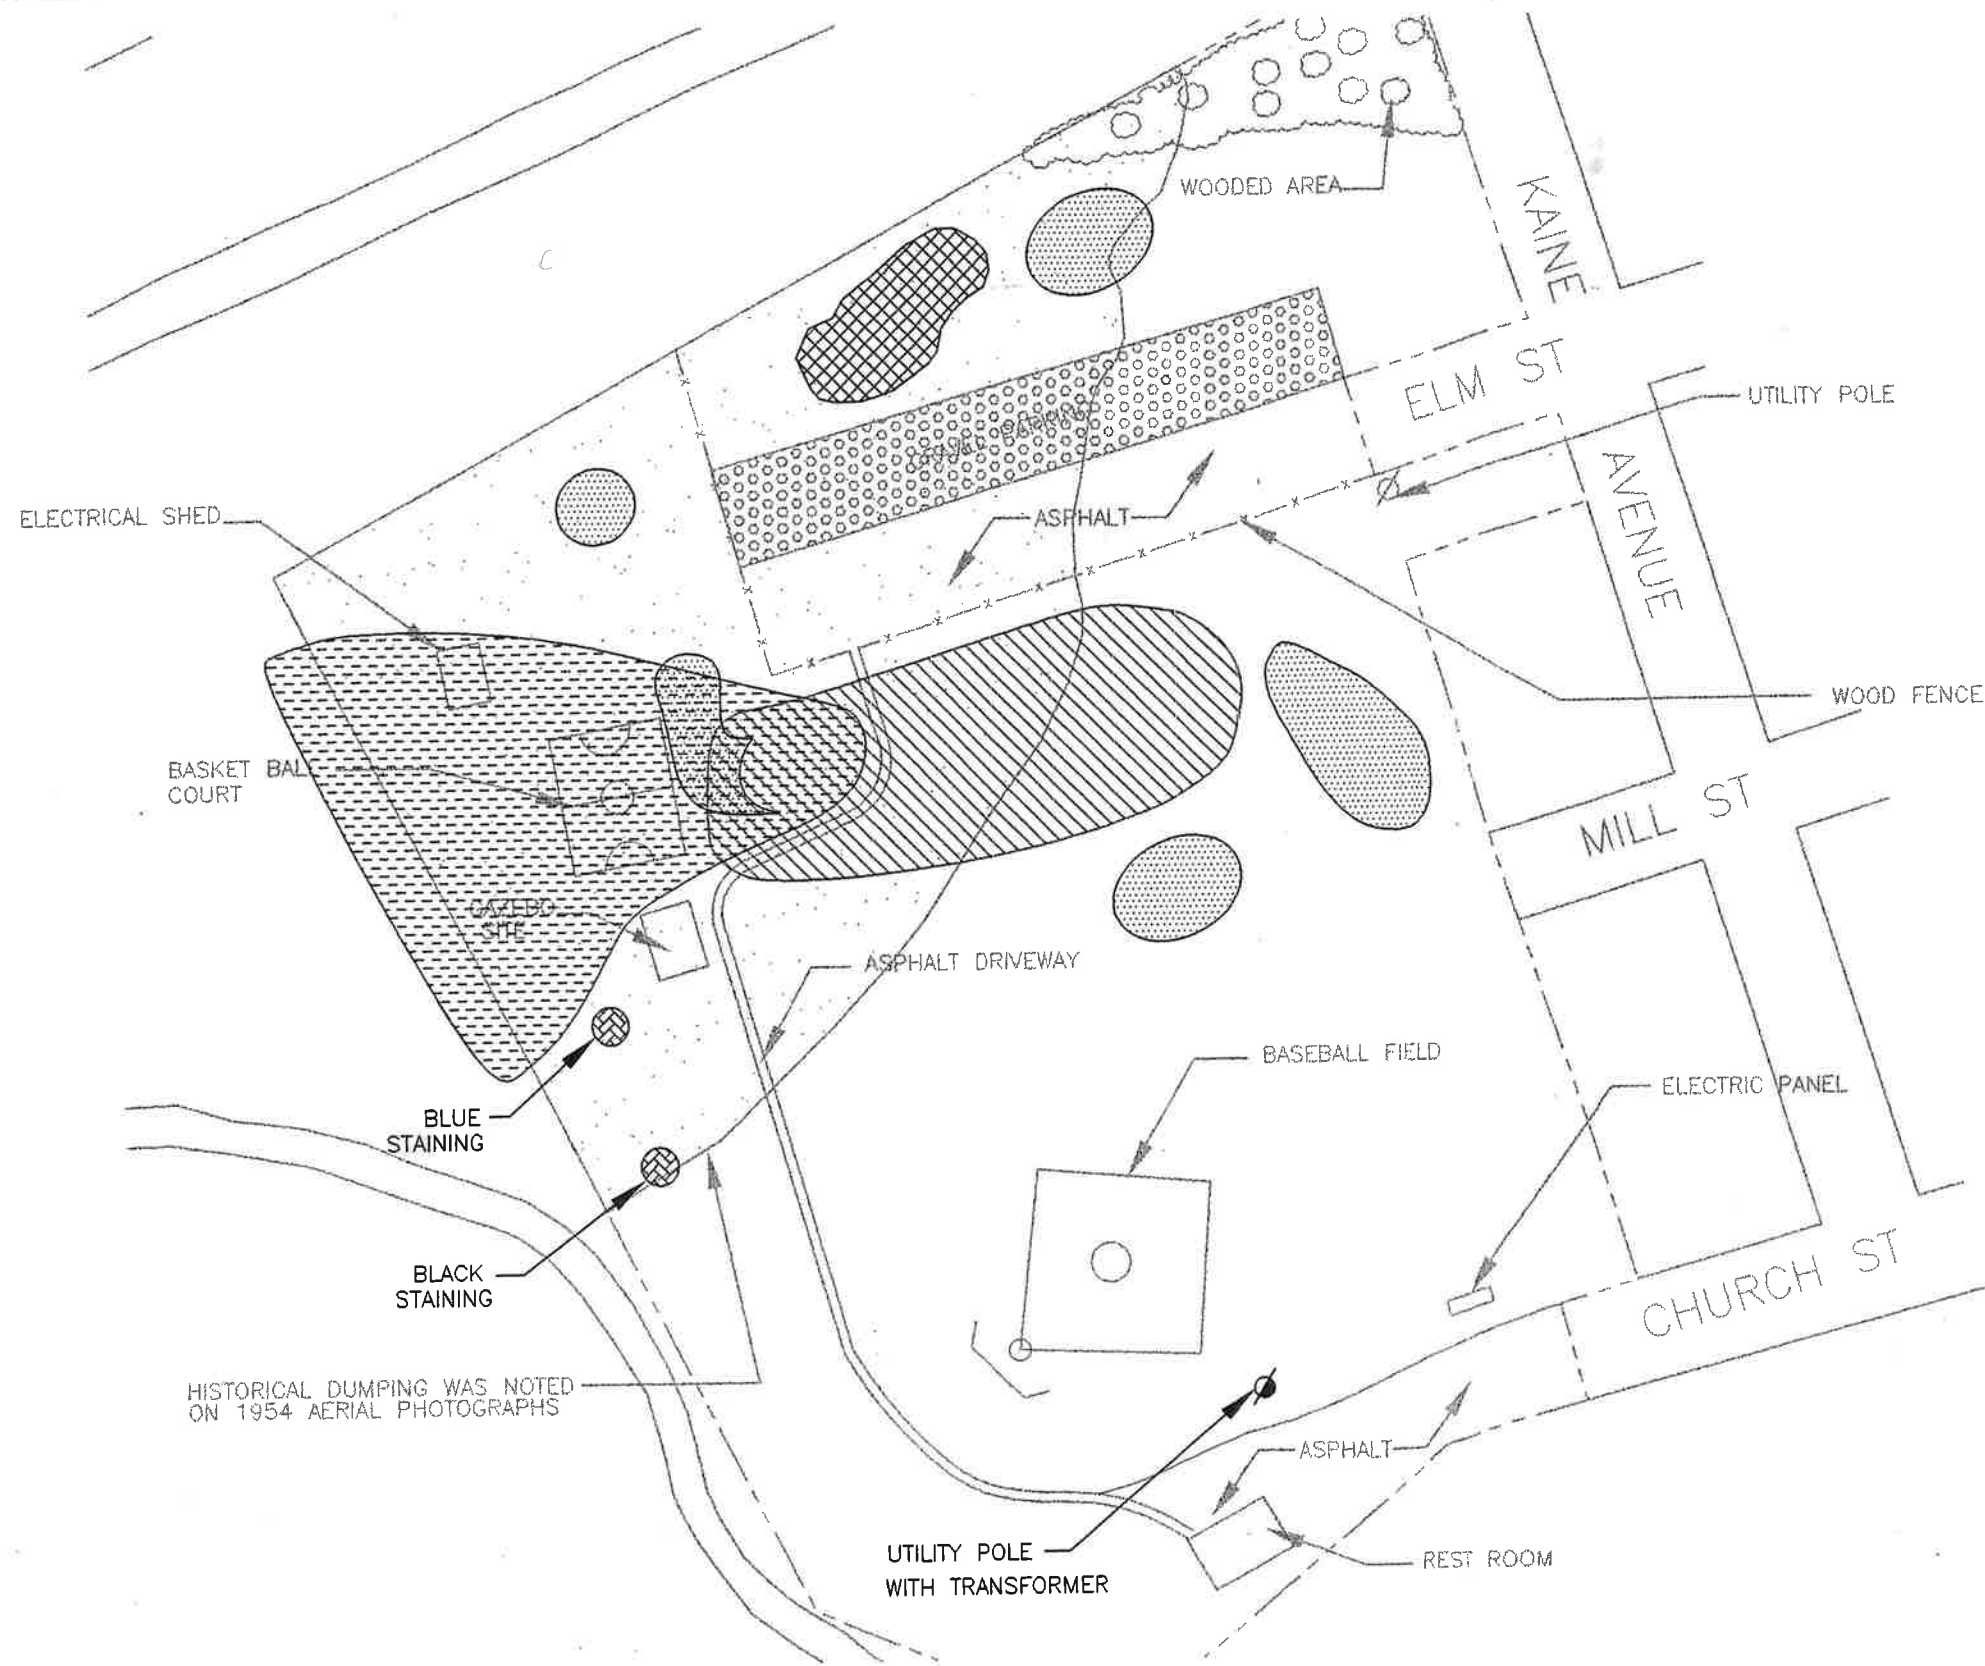 C
WOODED AREA
KAINE
ELM ST
UTILITY POLE
GRAVEL PARKING
ELECTRICAL SHED
ASPHALT
AVENUE
WOOD FENCE
BASKET BAL
COURT
MILL ST
GAZEBO
SITE
ASPHALT DRIVEWAY
BASEBALL FIELD
ELECTRIC PANEL
BLUE
STAINING
BLACK
STAINING
CHURCH ST
HISTORICAL DUMPING WAS NOTED
ON 1954 AERIAL PHOTOGRAPHS
ASPHALT
UTILITY POLE
WITH TRANSFORMER
REST ROOM